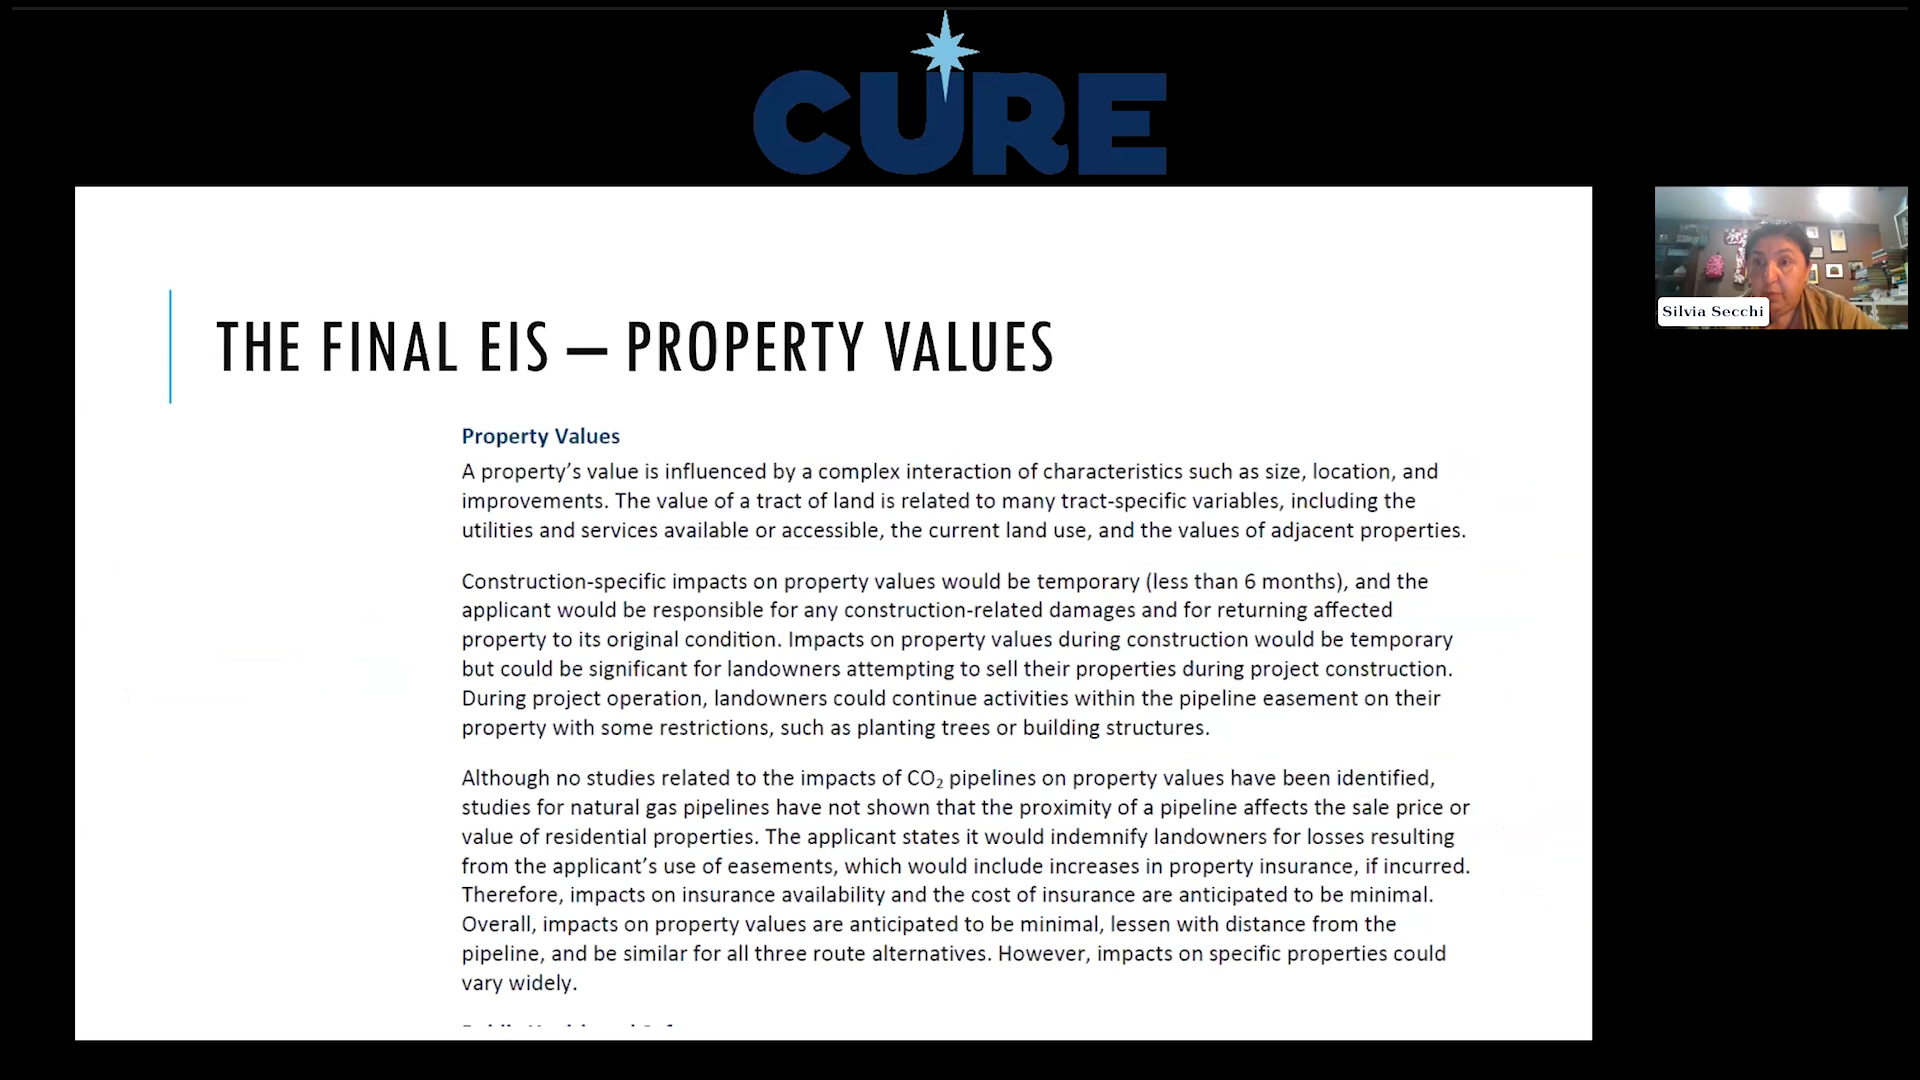 CURE
THE FINAL EIS — PROPERTY VALUES
Silvia Secchi
Property Values
A property’s value is influenced by a complex interaction of characteristics such as size, location, and
improvements. The value of a tract of land is related to many tract-specific variables, including the
utilities and services available or accessible, the current land use, and the values of adjacent properties.
Construction-specific impacts on property values would be temporary (less than 6 months), and the
applicant would be responsible for any construction-related damages and for returning affected
property to its original condition. Impacts on property values during construction would be temporary
but could be significant for landowners attempting to sell their properties during project construction.
During project operation, landowners could continue activities within the pipeline easement on their
property with some restrictions, such as planting trees or building structures.
Although no studies related to the impacts of CO₂ pipelines on property values have been identified,
studies for natural gas pipelines have not shown that the proximity of a pipeline affects the sale price or
value of residential properties. The applicant states it would indemnify landowners for losses resulting
from the applicant’s use of easements, which would include increases in property insurance, if incurred.
Therefore, impacts on insurance availability and the cost of insurance are anticipated to be minimal.
Overall, impacts on property values are anticipated to be minimal, lessen with distance from the
pipeline, and be similar for all three route alternatives. However, impacts on specific properties could
vary widely.